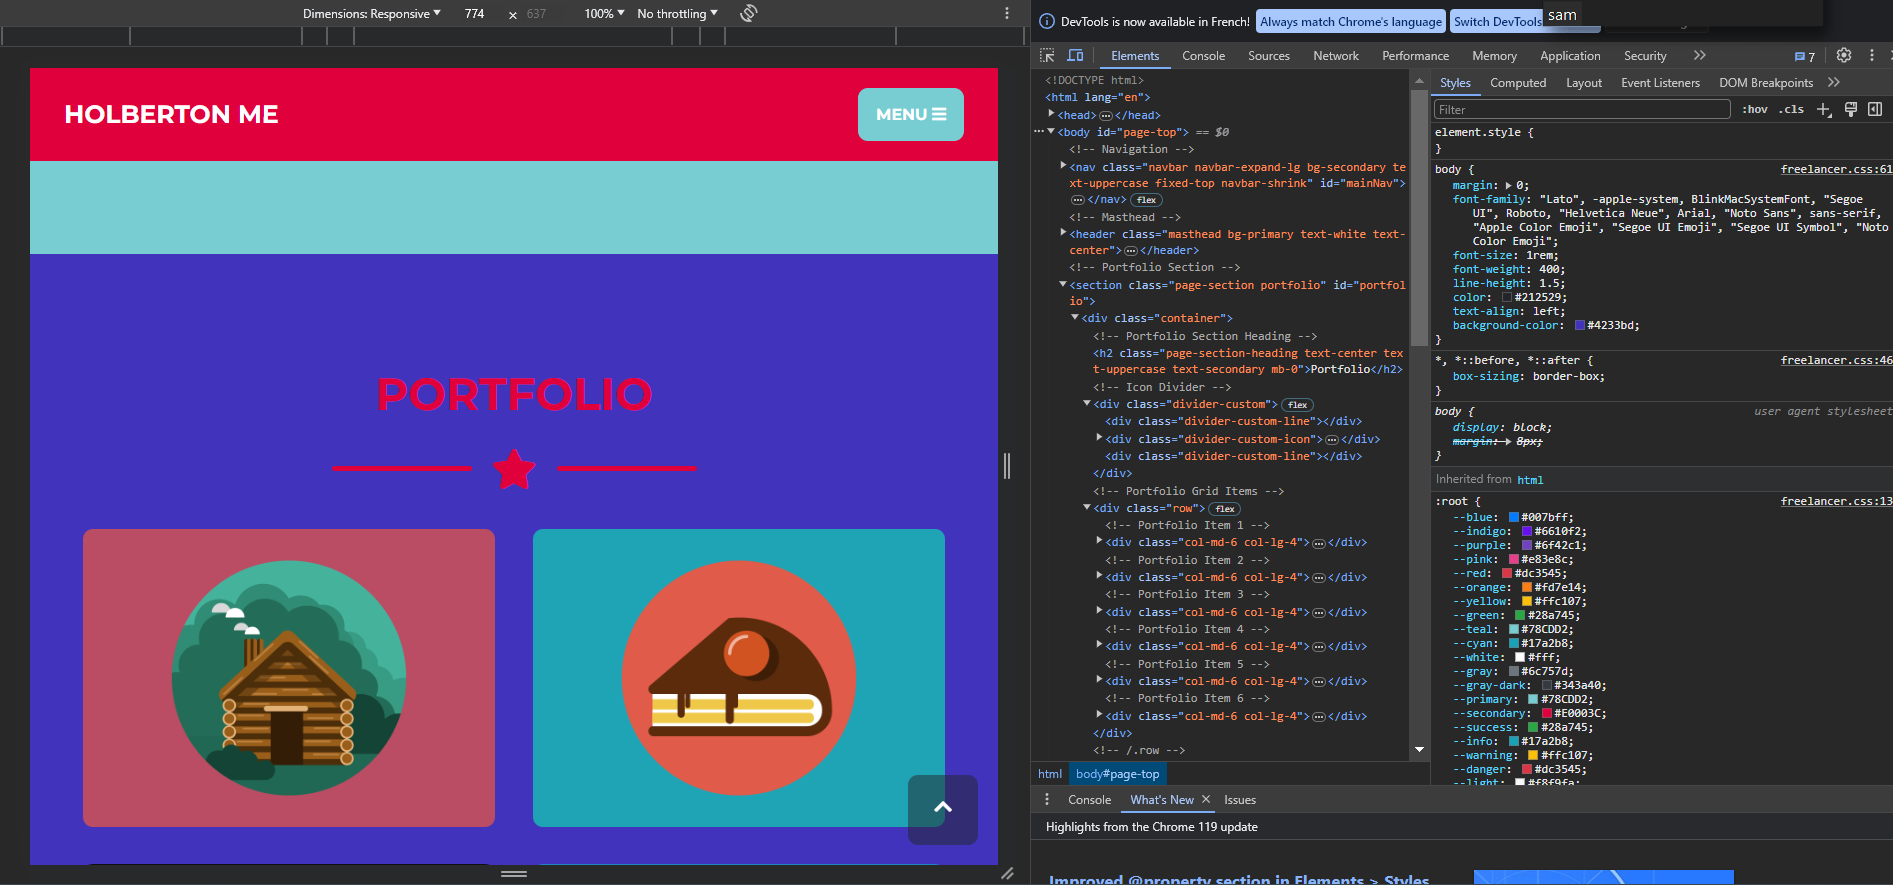 Dimensions: Responsive 774 × 637 100% No throttling
HOLBERTON ME
MENU
PORTFOLIO
DevTools is now available in French! Always match Chrome's language Switch DevTools
sam
Elements Console Sources Network Performance Memory Application Security 7
<!DOCTYPE html>
<html lang="en">
<head> </head>
<body id="page-top"> == $0
<!-- Navigation -->
<nav class="navbar navbar-expand-lg bg-secondary te
xt-uppercase fixed-top navbar-shrink" id="mainNav">
</nav> flex
<!-- Masthead -->
<header class="masthead bg-primary text-white text-
center"> </header>
<!-- Portfolio Section -->
<section class="page-section portfolio" id="portfol
io">
<div class="container">
<!-- Portfolio Section Heading -->
<h2 class="page-section-heading text-center tex
t-uppercase text-secondary mb-0">Portfolio</h2>
<!-- Icon Divider -->
<div class="divider-custom"> flex
<div class="divider-custom-line"></div>
<div class="divider-custom-icon"> </div>
<div class="divider-custom-line"></div>
</div>
<!-- Portfolio Grid Items -->
<div class="row"> flex
<!-- Portfolio Item 1 -->
<div class="col-md-6 col-lg-4"> </div>
<!-- Portfolio Item 2 -->
<div class="col-md-6 col-lg-4"> </div>
<!-- Portfolio Item 3 -->
<div class="col-md-6 col-lg-4"> </div>
<!-- Portfolio Item 4 -->
<div class="col-md-6 col-lg-4"> </div>
<!-- Portfolio Item 5 -->
<div class="col-md-6 col-lg-4"> </div>
<!-- Portfolio Item 6 -->
<div class="col-md-6 col-lg-4"> </div>
</div>
<!-- /.row -->
html body#page-top
Styles Computed Layout Event Listeners DOM Breakpoints
Filter :hov .cls
element.style {
}
body { freelancer.css:61
margin: 0;
font-family: "Lato", -apple-system, BlinkMacSystemFont, "Segoe
UI", Roboto, "Helvetica Neue", Arial, "Noto Sans", sans-serif,
"Apple Color Emoji", "Segoe UI Emoji", "Segoe UI Symbol", "Noto
Color Emoji";
font-size: 1rem;
font-weight: 400;
line-height: 1.5;
color: #212529;
text-align: left;
background-color: #4233bd;
}
*, *::before, *::after { freelancer.css:46
box-sizing: border-box;
}
body { user agent stylesheet
display: block;
margin: 8px;
}
Inherited from html
:root { freelancer.css:13
--blue: #007bff;
--indigo: #6610f2;
--purple: #6f42c1;
--pink: #e83e8c;
--red: #dc3545;
--orange: #fd7e14;
--yellow: #ffc107;
--green: #28a745;
--teal: #78CDD2;
--cyan: #17a2b8;
--white: #fff;
--gray: #6c757d;
--gray-dark: #343a40;
--primary: #78CDD2;
--secondary: #E0003C;
--success: #28a745;
--info: #17a2b8;
--warning: #ffc107;
--danger: #dc3545;
--light: #f8f9fa;
Console What's New Issues
Highlights from the Chrome 119 update
Improved @property section in Elements > Styles